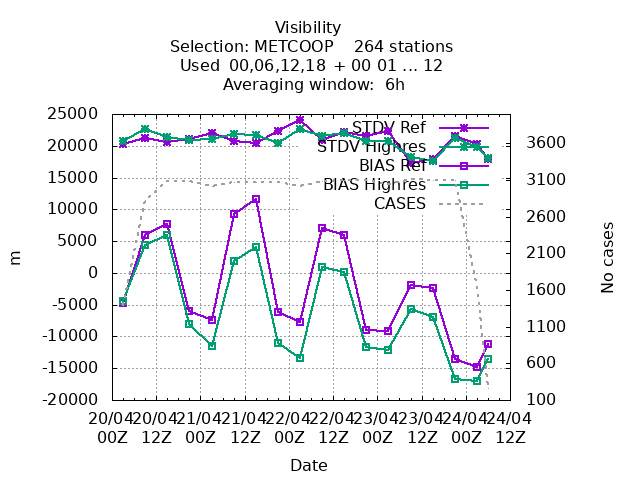 Visibility
Selection: METCOOP    264 stations
Used  00,06,12,18 + 00 01 ... 12
Averaging window:  6h
25000
20000
15000
10000
5000
0
-5000
-10000
-15000
-20000
m
STDV Ref
STDV Highres
BIAS Ref
BIAS Highres
CASES
3600
3100
2600
2100
1600
1100
600
100
No cases
20/04 20/04 21/04 21/04 22/04 22/04 23/04 23/04 24/04 24/04
00Z 12Z 00Z 12Z 00Z 12Z 00Z 12Z 00Z 12Z
Date